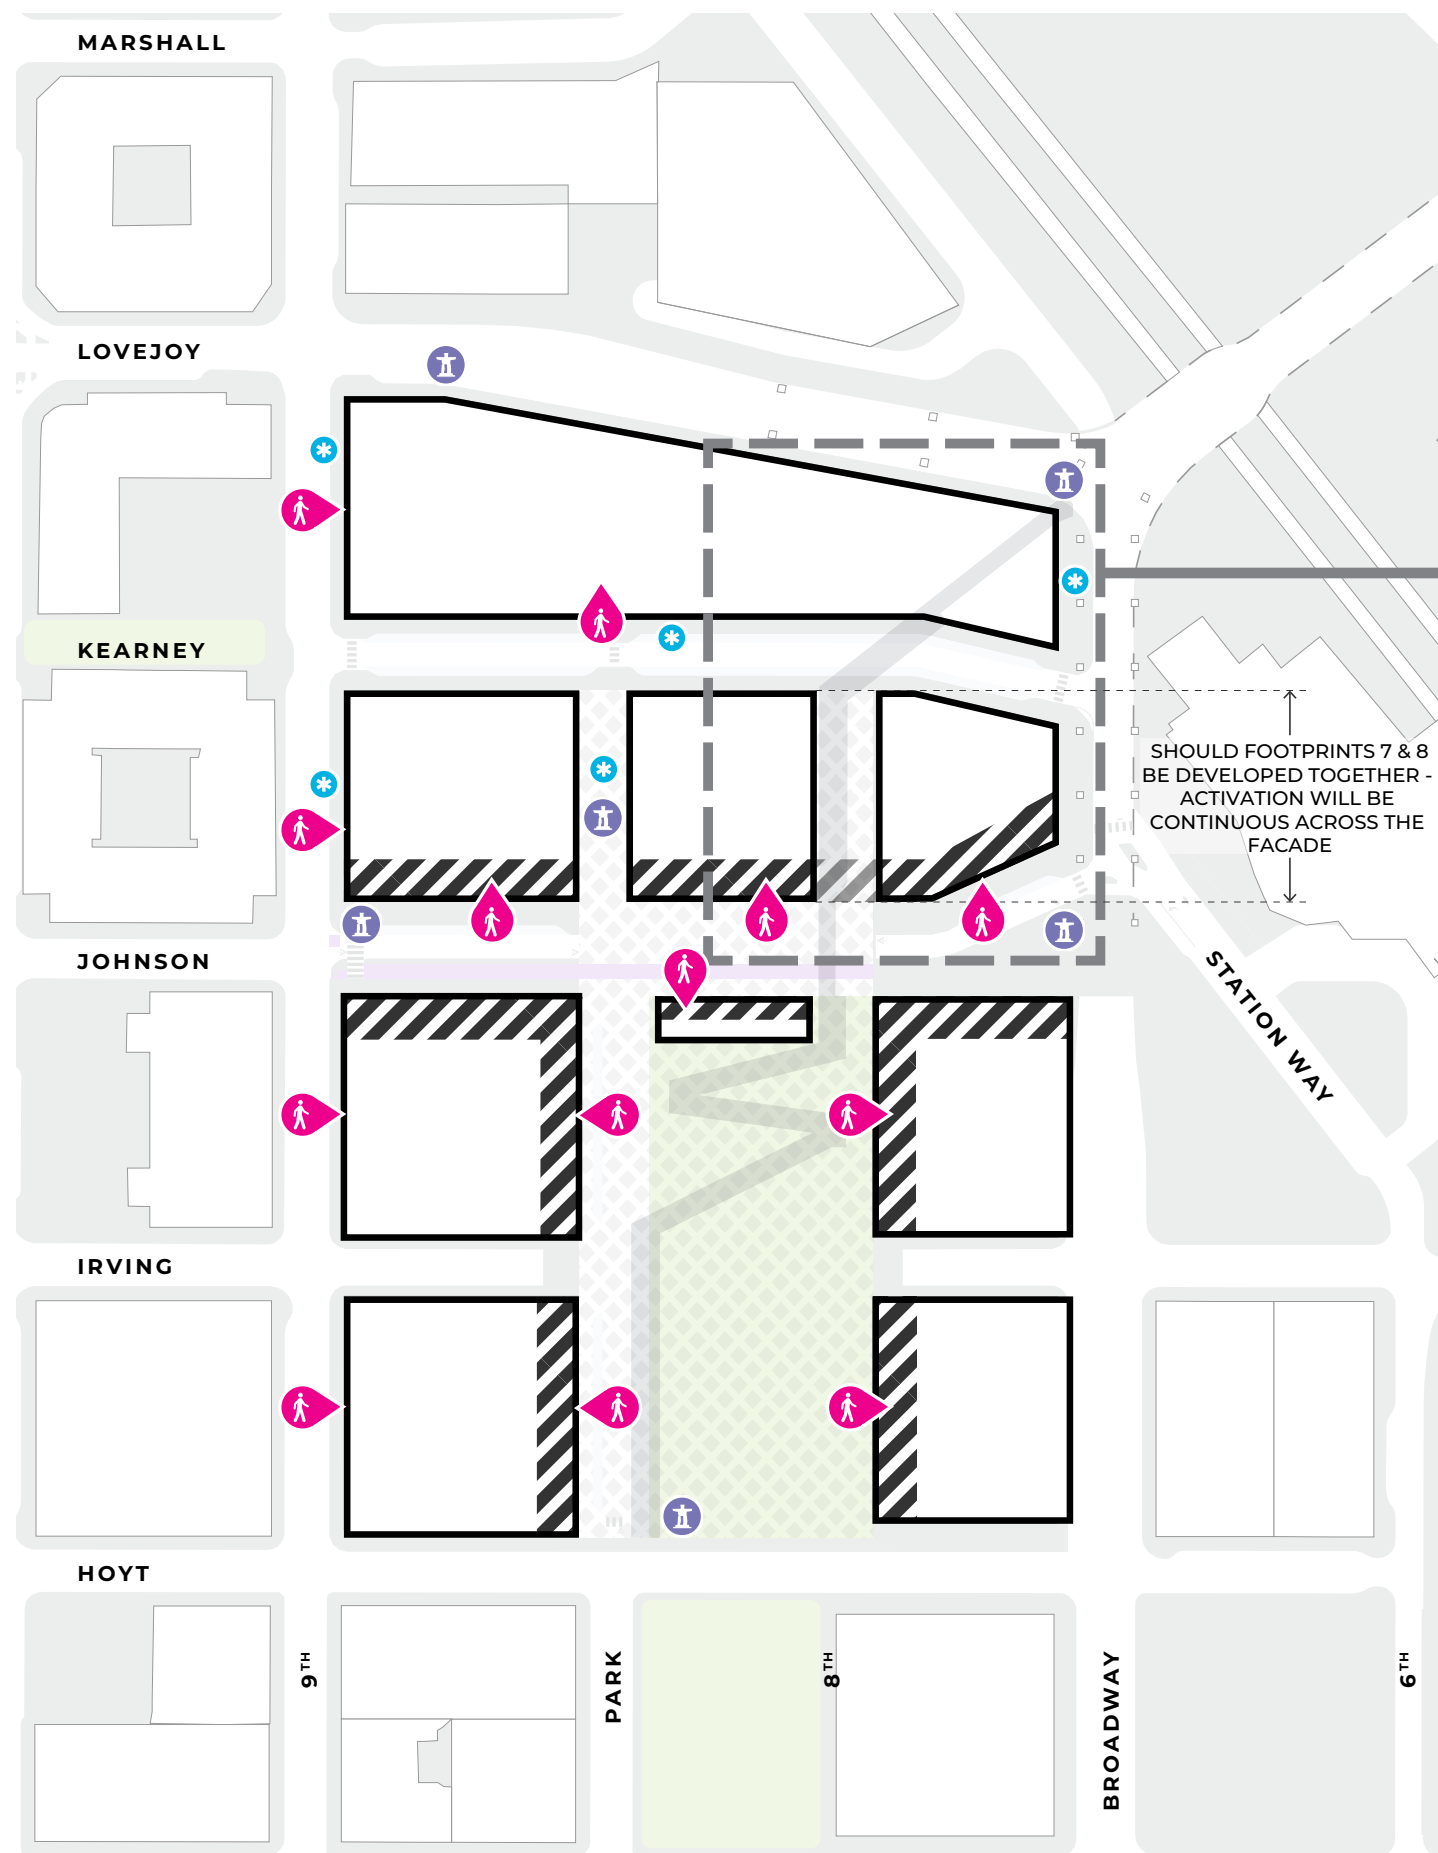 MARSHALL
LOVEJOY
KEARNEY
SHOULD FOOTPRINTS 7 & 8
BE DEVELOPED TOGETHER -
ACTIVATION WILL BE
CONTINUOUS ACROSS THE
FACADE
JOHNSON
STATION WAY
IRVING
HOYT
9TH
PARK
8TH
BROADWAY
6TH